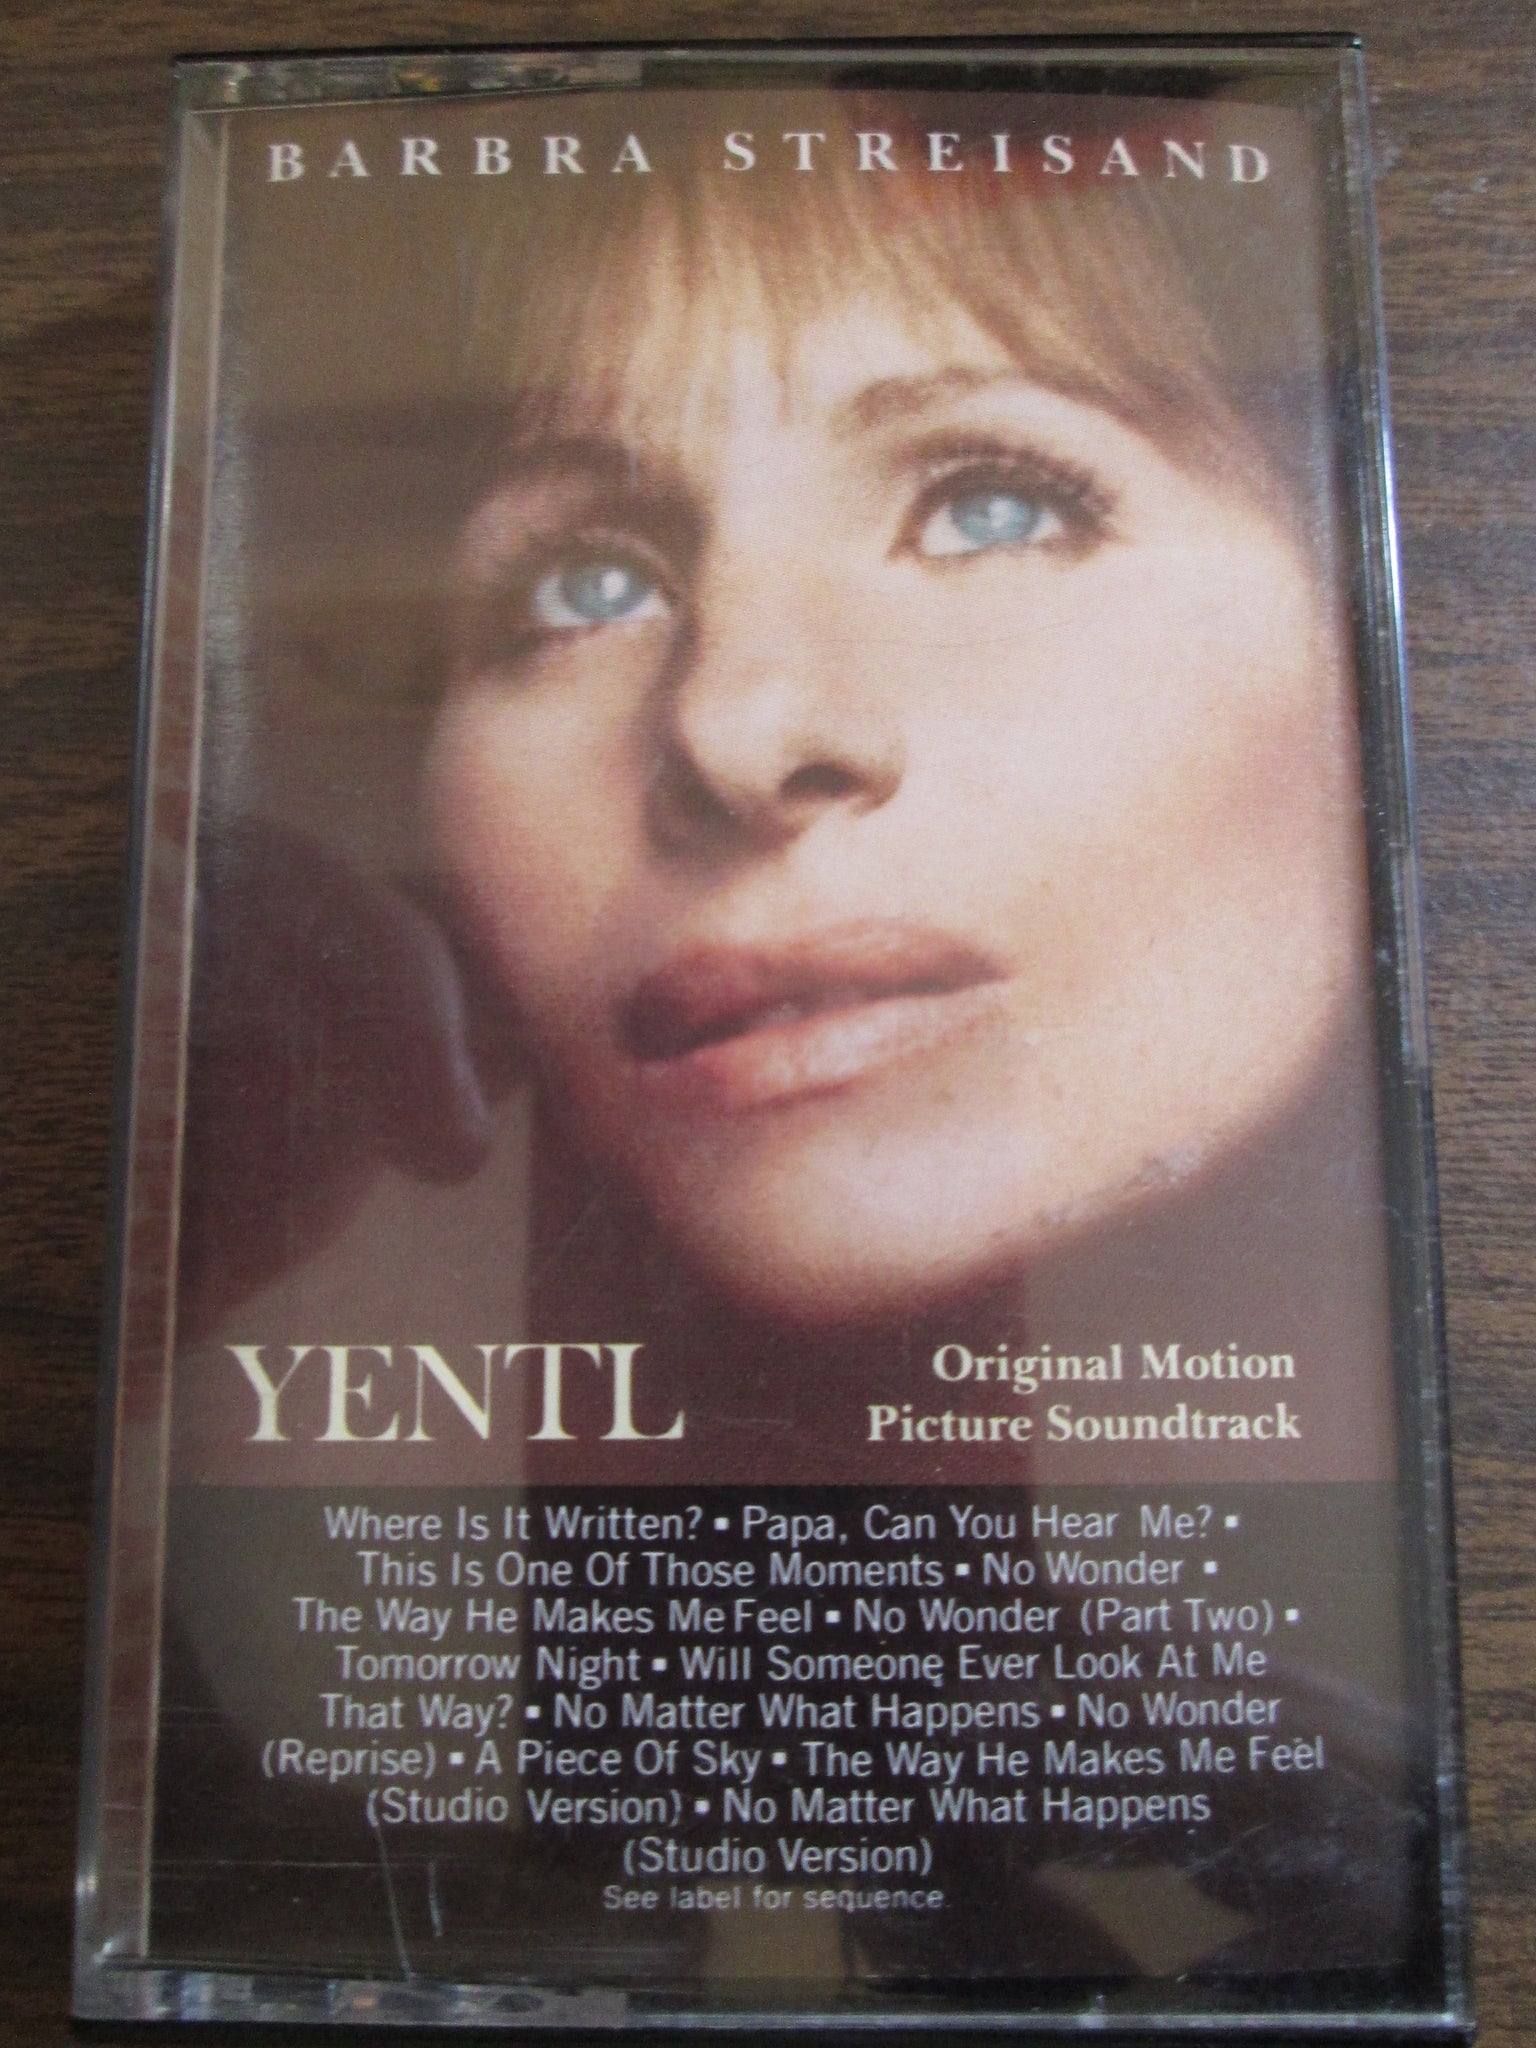 BARBRA STREISAND
YENTL
Original Motion
Picture Soundtrack
Where Is It Written? ▪ Papa, Can You Hear Me? ▪
This Is One Of Those Moments ▪ No Wonder ▪
The Way He Makes Me Feel ▪ No Wonder (Part Two) ▪
Tomorrow Night ▪ Will Someone Ever Look At Me
That Way? ▪ No Matter What Happens ▪ No Wonder
(Reprise) ▪ A Piece Of Sky ▪ The Way He Makes Me Feel
(Studio Version) ▪ No Matter What Happens
(Studio Version)
See label for sequence.